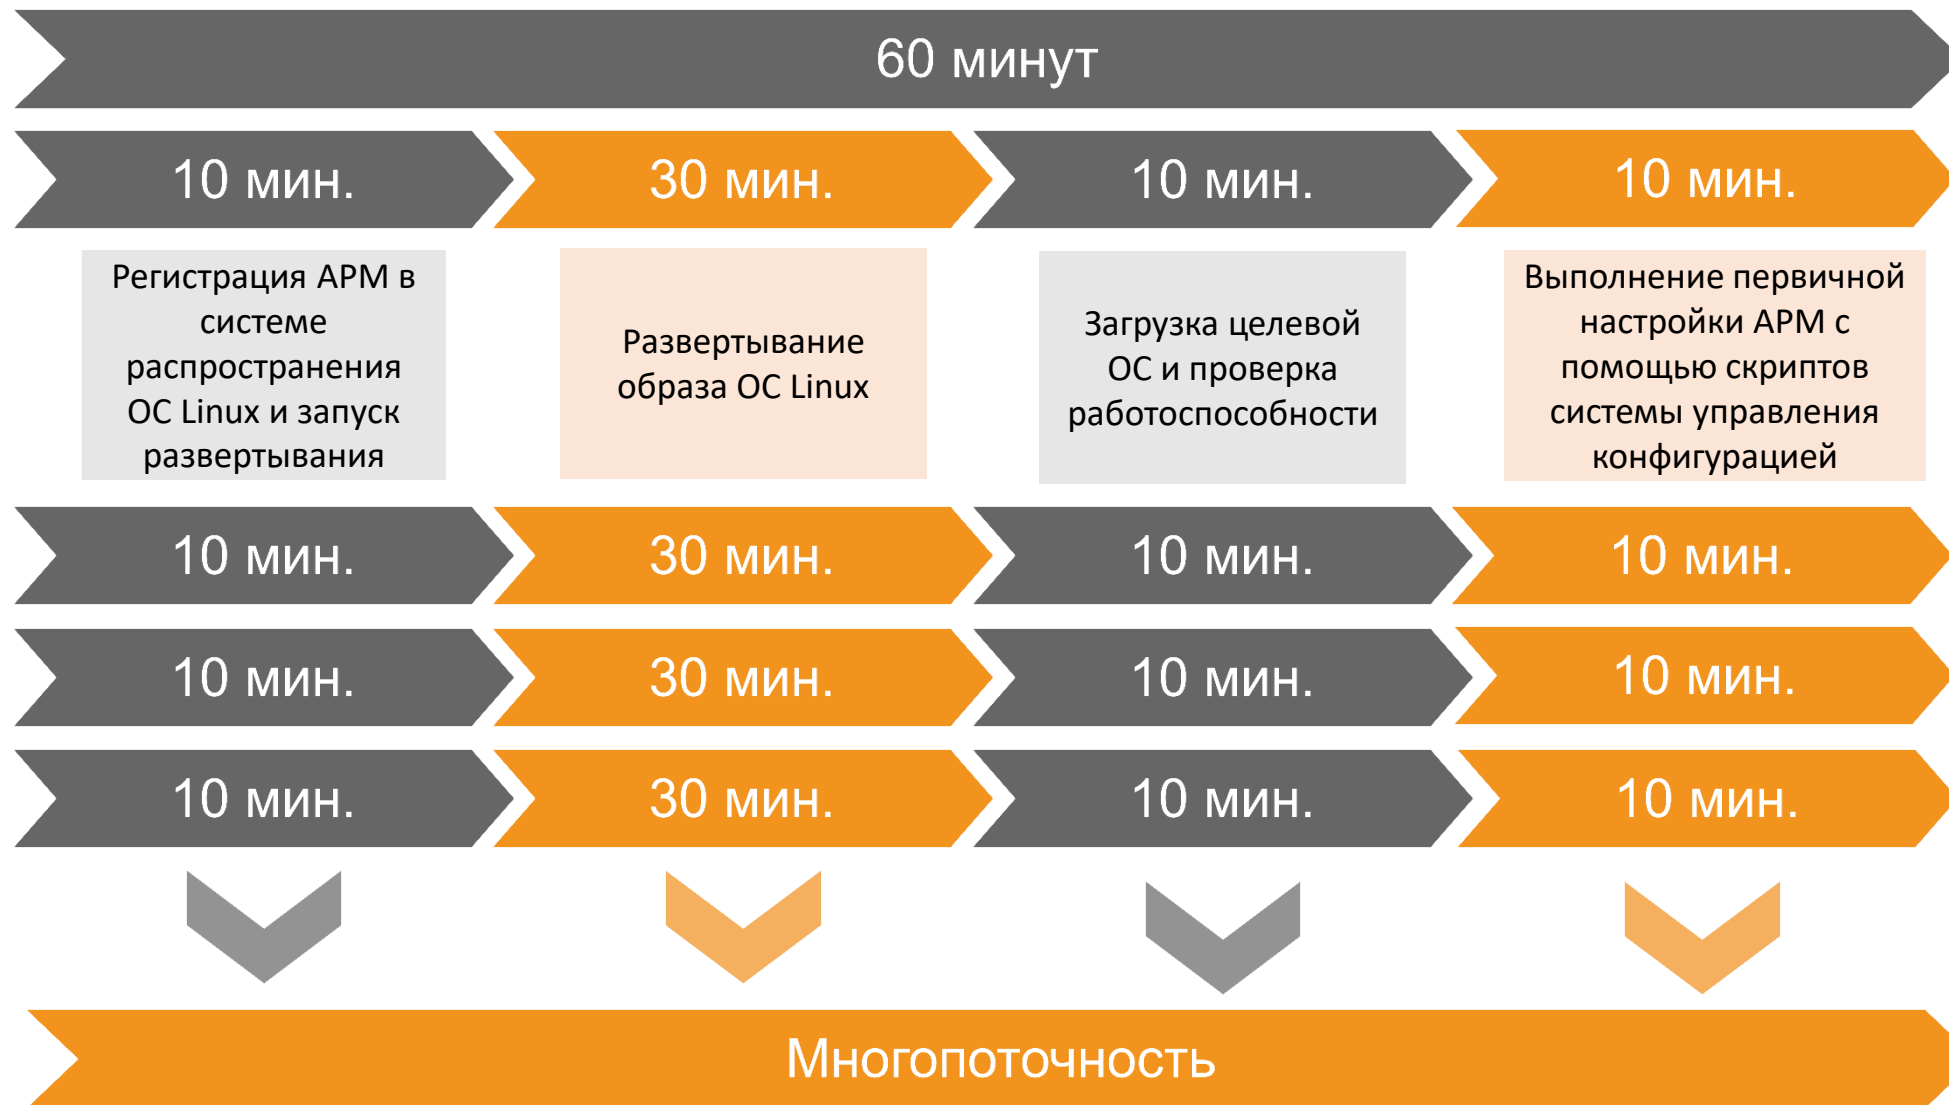 60 минут
10 мин.
30 мин.
10 мин.
10 мин.
Регистрация АРМ в
системе
распространения
ОС Linux и запуск
развертывания
Развертывание
образа ОС Linux
Загрузка целевой
ОС и проверка
работоспособности
Выполнение первичной
настройки АРМ с
помощью скриптов
системы управления
конфигурацией
10 мин.
30 мин.
10 мин.
10 мин.
10 мин.
30 мин.
10 мин.
10 мин.
10 мин.
30 мин.
10 мин.
10 мин.
Многопоточность